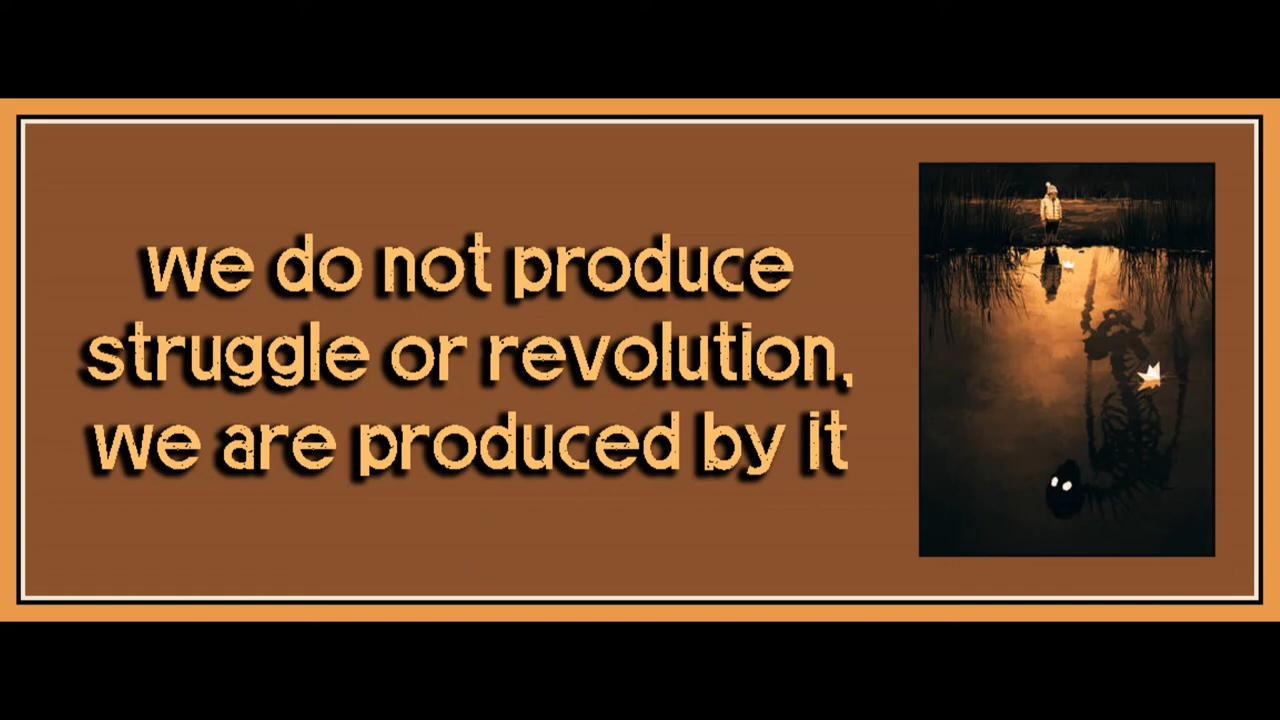 we do not produce
struggle or revolution,
we are produced by it